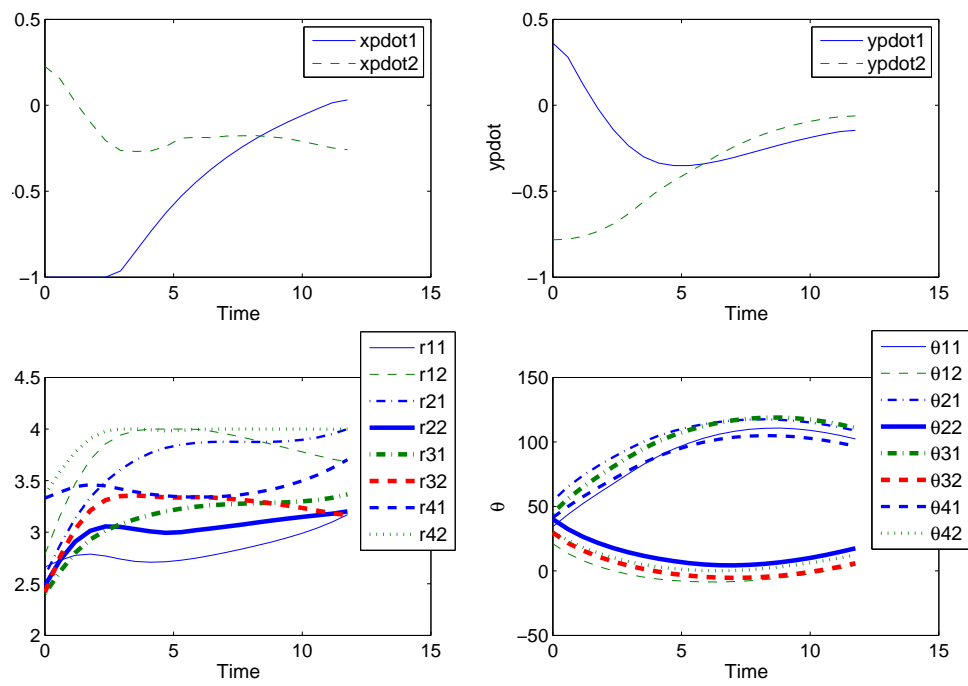 0.5
0
-0.5
−1
0
5
10
15
Time
xpdot1
xpdot2
0.5
0
−0.5
−1
ypdot
0
5
10
15
Time
ypdot1
ypdot2
4.5
4
3.5
3
2.5
2
0
5
10
15
Time
r11
r12
r21
r22
r31
r32
r41
r42
150
100
50
0
−50
θ
0
5
10
15
Time
θ11
θ12
θ21
θ22
θ31
θ32
θ41
θ42